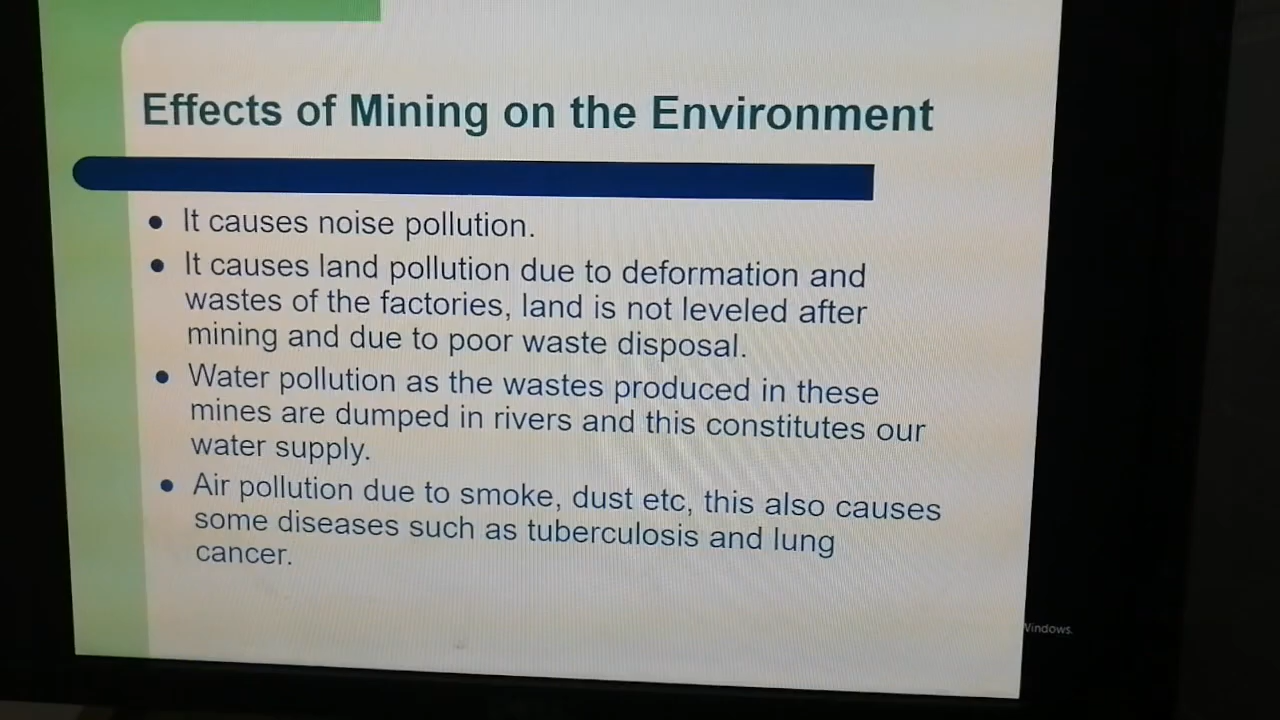 Effects of Mining on the Environment
● It causes noise pollution.
● It causes land pollution due to deformation and
wastes of the factories, land is not leveled after
mining and due to poor waste disposal.
● Water pollution as the wastes produced in these
mines are dumped in rivers and this constitutes our
water supply.
● Air pollution due to smoke, dust etc, this also causes
some diseases such as tuberculosis and lung
cancer.
Windows.